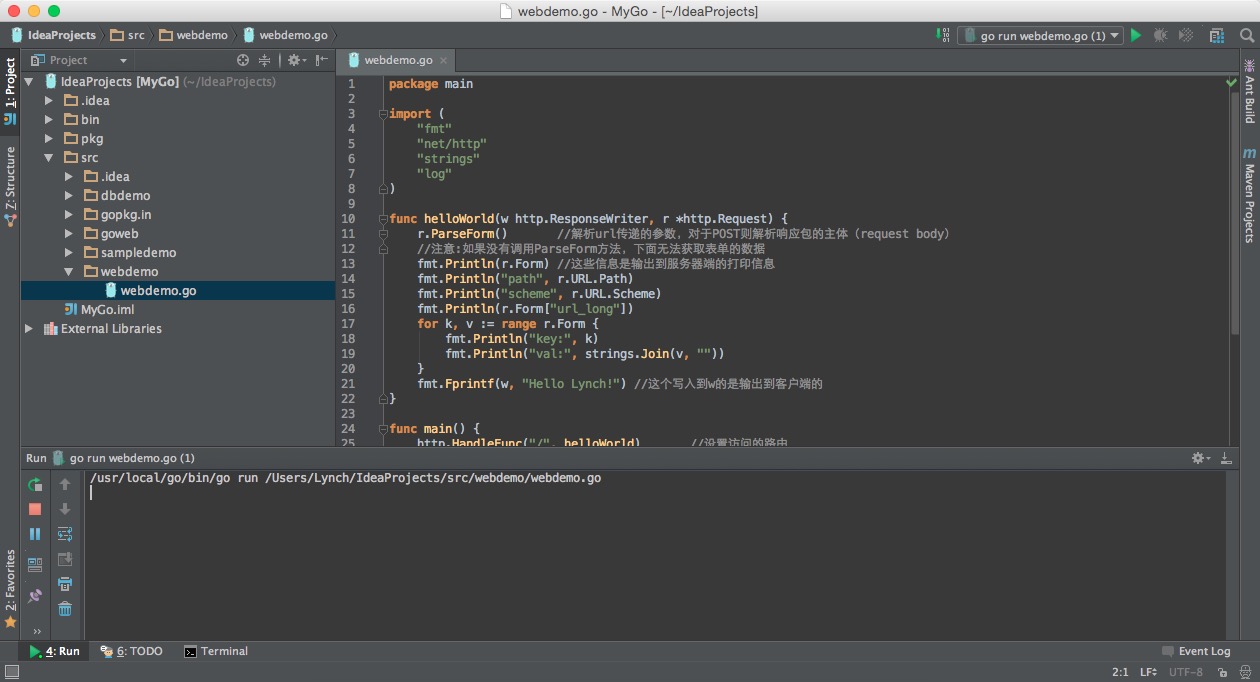 webdemo.go - MyGo - [~/IdeaProjects]
IdeaProjects src webdemo webdemo.go
go run webdemo.go (1)
Project
webdemo.go
1: Project
Z: Structure
2: Favorites
IdeaProjects [MyGo] (~/IdeaProjects)
.idea
bin
pkg
src
.idea
dbdemo
gopkg.in
goweb
sampledemo
webdemo
webdemo.go
MyGo.iml
External Libraries
1 package main
2
3 import (
4 "fmt"
5 "net/http"
6 "strings"
7 "log"
8 )
9
10 func helloWorld(w http.ResponseWriter, r *http.Request) {
11 r.ParseForm() //解析url传递的参数，对于POST则解析响应包的主体（request body）
12 //注意:如果没有调用ParseForm方法，下面无法获取表单的数据
13 fmt.Println(r.Form) //这些信息是输出到服务器端的打印信息
14 fmt.Println("path", r.URL.Path)
15 fmt.Println("scheme", r.URL.Scheme)
16 fmt.Println(r.Form["url_long"])
17 for k, v := range r.Form {
18 fmt.Println("key:", k)
19 fmt.Println("val:", strings.Join(v, ""))
20 }
21 fmt.Fprintf(w, "Hello Lynch!") //这个写入到w的是输出到客户端的
22 }
23
24 func main() {
25 http.HandleFunc("/", helloWorld) //设置访问的路由
Ant Build
Maven Projects
Run go run webdemo.go (1)
/usr/local/go/bin/go run /Users/Lynch/IdeaProjects/src/webdemo/webdemo.go
4: Run 6: TODO Terminal Event Log
2:1 LF UTF-8